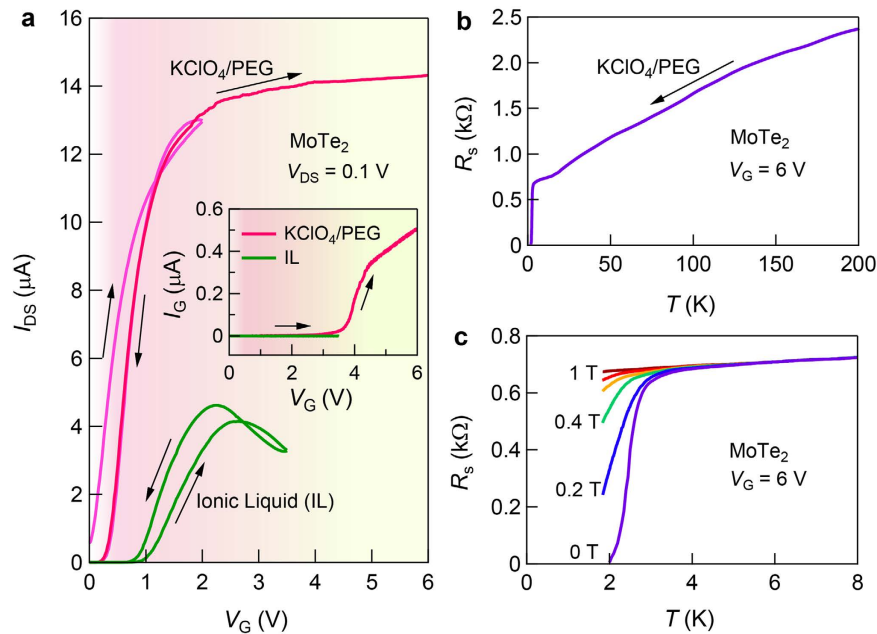 a
KClO₄/PEG
MoTe₂
V_DS = 0.1 V
I_DS (μA)
16
14
12
10
8
6
4
2
0
0
1
2
3
4
5
6
V_G (V)
Ionic Liquid (IL)
KClO₄/PEG
IL
I_G (μA)
0.6
0.4
0.2
0
0
2
4
6
V_G (V)
b
KClO₄/PEG
MoTe₂
V_G = 6 V
R_s (kΩ)
2.5
2.0
1.5
1.0
0.5
0
0
50
100
150
200
T (K)
c
1 T
0.4 T
0.2 T
0 T
MoTe₂
V_G = 6 V
R_s (kΩ)
0.8
0.6
0.4
0.2
0
0
2
4
6
8
T (K)